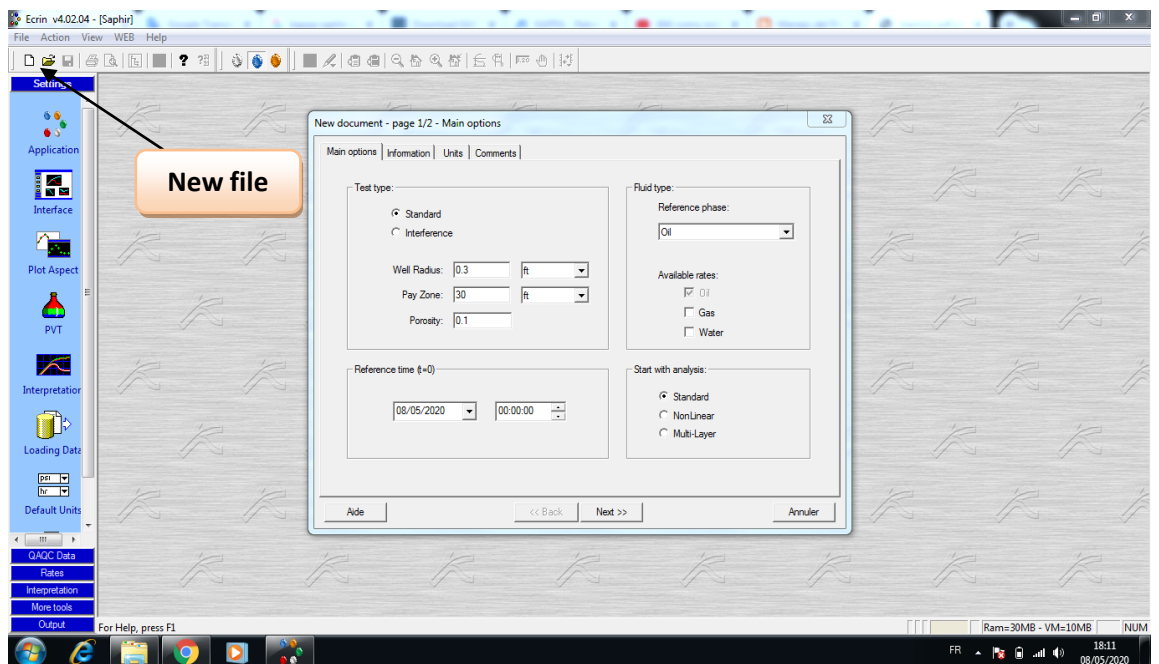 Ecrin v4.02.04 - [Saphir]
File Action View WEB Help
Settings
Application
Interface
Plot Aspect
PVT
Interpretation
Loading Data
psi
hr
Default Units
QAQC Data
Rates
Interpretation
More tools
Output
New file
New document - page 1/2 - Main options
Main options Information Units Comments
Test type:
Standard
Interference
Well Radius: 0.3 ft
Pay Zone: 30 ft
Porosity: 0.1
Fluid type:
Reference phase:
Oil
Available rates:
Oil
Gas
Water
Reference time (t=0)
08/05/2020 00:00:00
Start with analysis:
Standard
NonLinear
Multi-Layer
Aide << Back Next >> Annuler
For Help, press F1
Ram=30MB - VM=10MB NUM
FR
18:11
08/05/2020